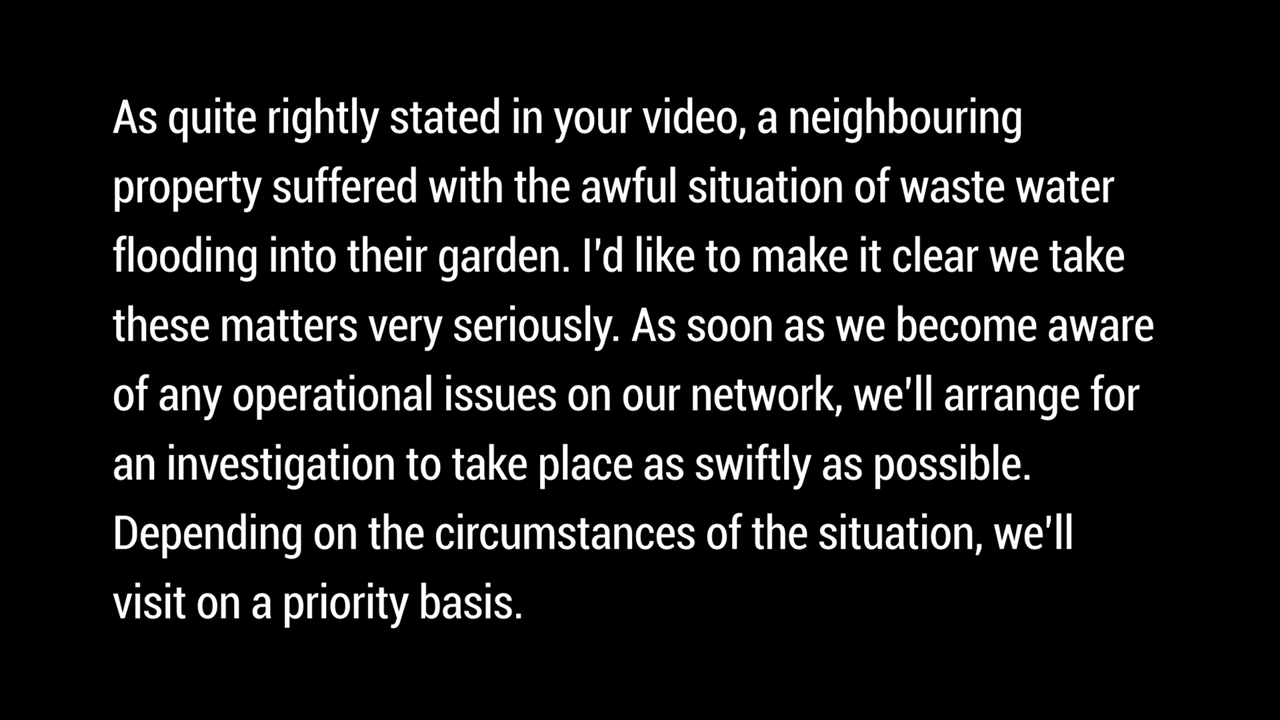 As quite rightly stated in your video, a neighbouring
property suffered with the awful situation of waste water
flooding into their garden. I'd like to make it clear we take
these matters very seriously. As soon as we become aware
of any operational issues on our network, we'll arrange for
an investigation to take place as swiftly as possible.
Depending on the circumstances of the situation, we'll
visit on a priority basis.